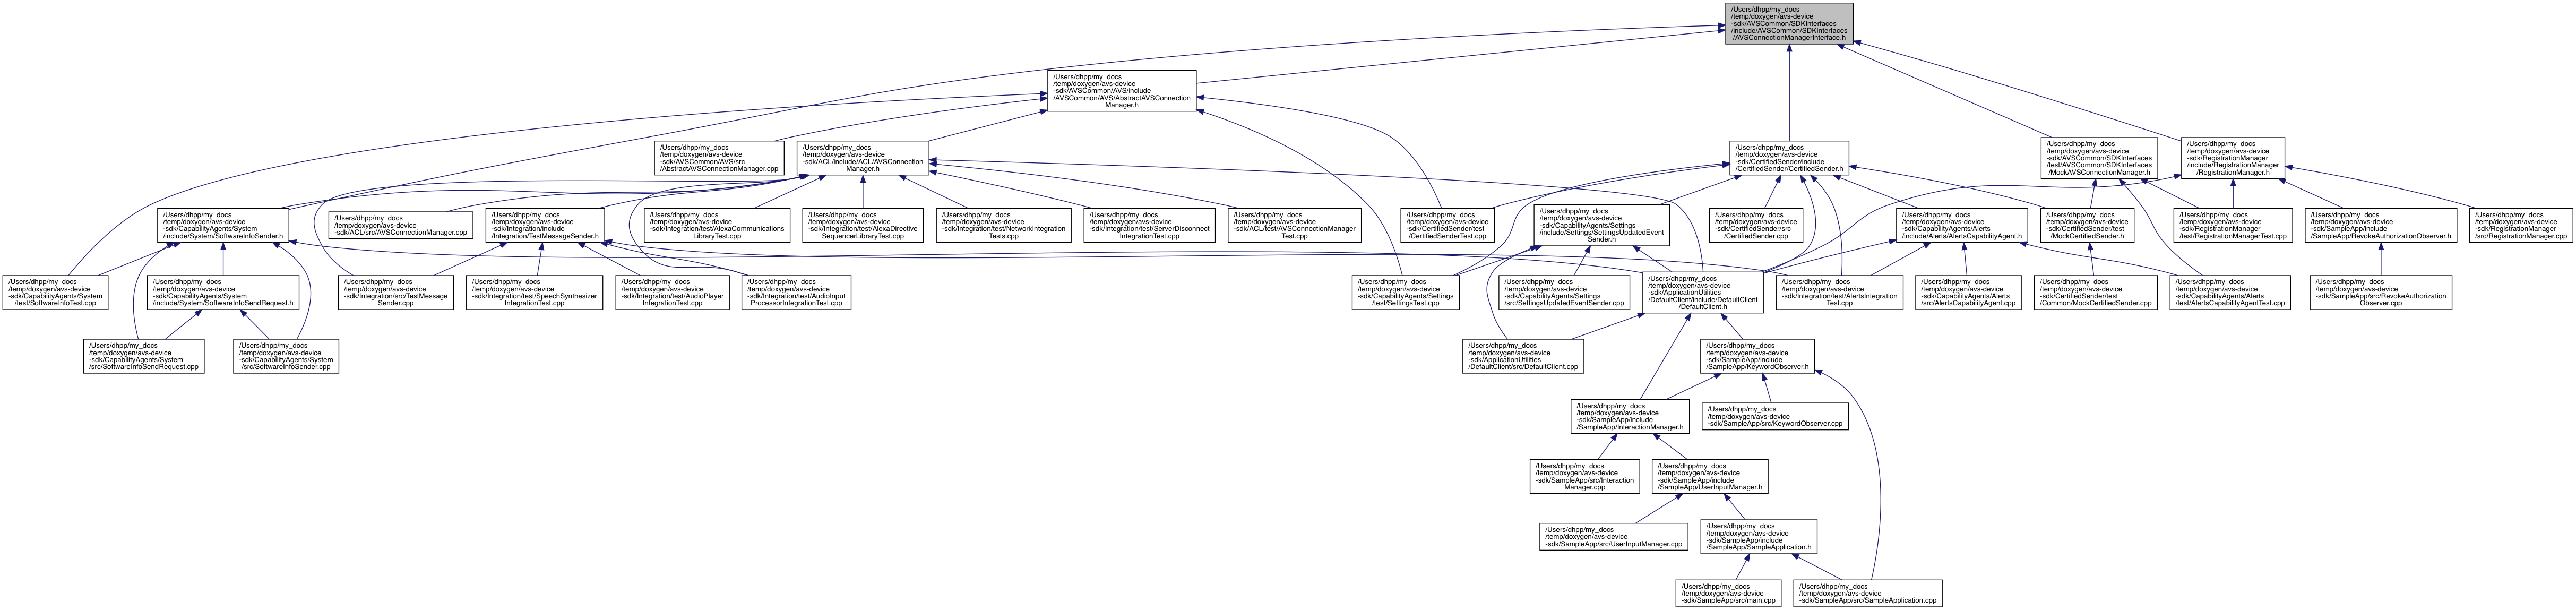 /Users/dhpp/my_docs
/temp/doxygen/avs-device
-sdk/AVSCommon/SDKInterfaces
/include/AVSCommon/SDKInterfaces
/AVSConnectionManagerInterface.h
/Users/dhpp/my_docs
/temp/doxygen/avs-device
-sdk/AVSCommon/AVS/include
/AVSCommon/AVS/AbstractAVSConnection
Manager.h
/Users/dhpp/my_docs
/temp/doxygen/avs-device
-sdk/AVSCommon/AVS/src
/AbstractAVSConnectionManager.cpp
/Users/dhpp/my_docs
/temp/doxygen/avs-device
-sdk/ACL/include/ACL/AVSConnection
Manager.h
/Users/dhpp/my_docs
/temp/doxygen/avs-device
-sdk/CertifiedSender/include
/CertifiedSender/CertifiedSender.h
/Users/dhpp/my_docs
/temp/doxygen/avs-device
-sdk/AVSCommon/SDKInterfaces
/test/AVSCommon/SDKInterfaces
/MockAVSConnectionManager.h
/Users/dhpp/my_docs
/temp/doxygen/avs-device
-sdk/RegistrationManager
/include/RegistrationManager
/RegistrationManager.h
/Users/dhpp/my_docs
/temp/doxygen/avs-device
-sdk/CapabilityAgents/System
/include/System/SoftwareInfoSender.h
/Users/dhpp/my_docs
/temp/doxygen/avs-device
-sdk/ACL/src/AVSConnectionManager.cpp
/Users/dhpp/my_docs
/temp/doxygen/avs-device
-sdk/Integration/include
/Integration/TestMessageSender.h
/Users/dhpp/my_docs
/temp/doxygen/avs-device
-sdk/Integration/test/AlexaCommunications
LibraryTest.cpp
/Users/dhpp/my_docs
/temp/doxygen/avs-device
-sdk/Integration/test/AlexaDirective
SequencerLibraryTest.cpp
/Users/dhpp/my_docs
/temp/doxygen/avs-device
-sdk/Integration/test/NetworkIntegration
Tests.cpp
/Users/dhpp/my_docs
/temp/doxygen/avs-device
-sdk/Integration/test/ServerDisconnect
IntegrationTest.cpp
/Users/dhpp/my_docs
/temp/doxygen/avs-device
-sdk/ACL/test/AVSConnectionManager
Test.cpp
/Users/dhpp/my_docs
/temp/doxygen/avs-device
-sdk/CertifiedSender/test
/CertifiedSenderTest.cpp
/Users/dhpp/my_docs
/temp/doxygen/avs-device
-sdk/CapabilityAgents/Settings
/include/Settings/SettingsUpdatedEvent
Sender.h
/Users/dhpp/my_docs
/temp/doxygen/avs-device
-sdk/CertifiedSender/src
/CertifiedSender.cpp
/Users/dhpp/my_docs
/temp/doxygen/avs-device
-sdk/CapabilityAgents/Alerts
/include/Alerts/AlertsCapabilityAgent.h
/Users/dhpp/my_docs
/temp/doxygen/avs-device
-sdk/CertifiedSender/test
/MockCertifiedSender.h
/Users/dhpp/my_docs
/temp/doxygen/avs-device
-sdk/RegistrationManager
/test/RegistrationManagerTest.cpp
/Users/dhpp/my_docs
/temp/doxygen/avs-device
-sdk/SampleApp/include
/SampleApp/RevokeAuthorizationObserver.h
/Users/dhpp/my_docs
/temp/doxygen/avs-device
-sdk/RegistrationManager
/src/RegistrationManager.cpp
/Users/dhpp/my_docs
/temp/doxygen/avs-device
-sdk/CapabilityAgents/System
/test/SoftwareInfoTest.cpp
/Users/dhpp/my_docs
/temp/doxygen/avs-device
-sdk/CapabilityAgents/System
/include/System/SoftwareInfoSendRequest.h
/Users/dhpp/my_docs
/temp/doxygen/avs-device
-sdk/Integration/src/TestMessage
Sender.cpp
/Users/dhpp/my_docs
/temp/doxygen/avs-device
-sdk/Integration/test/SpeechSynthesizer
IntegrationTest.cpp
/Users/dhpp/my_docs
/temp/doxygen/avs-device
-sdk/Integration/test/AudioPlayer
IntegrationTest.cpp
/Users/dhpp/my_docs
/temp/doxygen/avs-device
-sdk/Integration/test/AudioInput
ProcessorIntegrationTest.cpp
/Users/dhpp/my_docs
/temp/doxygen/avs-device
-sdk/CapabilityAgents/Settings
/test/SettingsTest.cpp
/Users/dhpp/my_docs
/temp/doxygen/avs-device
-sdk/CapabilityAgents/Settings
/src/SettingsUpdatedEventSender.cpp
/Users/dhpp/my_docs
/temp/doxygen/avs-device
-sdk/ApplicationUtilities
/DefaultClient/include/DefaultClient
/DefaultClient.h
/Users/dhpp/my_docs
/temp/doxygen/avs-device
-sdk/Integration/test/AlertsIntegration
Test.cpp
/Users/dhpp/my_docs
/temp/doxygen/avs-device
-sdk/CapabilityAgents/Alerts
/src/AlertsCapabilityAgent.cpp
/Users/dhpp/my_docs
/temp/doxygen/avs-device
-sdk/CertifiedSender/test
/Common/MockCertifiedSender.cpp
/Users/dhpp/my_docs
/temp/doxygen/avs-device
-sdk/CapabilityAgents/Alerts
/test/AlertsCapabilityAgentTest.cpp
/Users/dhpp/my_docs
/temp/doxygen/avs-device
-sdk/SampleApp/src/RevokeAuthorization
Observer.cpp
/Users/dhpp/my_docs
/temp/doxygen/avs-device
-sdk/CapabilityAgents/System
/src/SoftwareInfoSendRequest.cpp
/Users/dhpp/my_docs
/temp/doxygen/avs-device
-sdk/CapabilityAgents/System
/src/SoftwareInfoSender.cpp
/Users/dhpp/my_docs
/temp/doxygen/avs-device
-sdk/ApplicationUtilities
/DefaultClient/src/DefaultClient.cpp
/Users/dhpp/my_docs
/temp/doxygen/avs-device
-sdk/SampleApp/include
/SampleApp/KeywordObserver.h
/Users/dhpp/my_docs
/temp/doxygen/avs-device
-sdk/SampleApp/include
/SampleApp/InteractionManager.h
/Users/dhpp/my_docs
/temp/doxygen/avs-device
-sdk/SampleApp/src/KeywordObserver.cpp
/Users/dhpp/my_docs
/temp/doxygen/avs-device
-sdk/SampleApp/src/Interaction
Manager.cpp
/Users/dhpp/my_docs
/temp/doxygen/avs-device
-sdk/SampleApp/include
/SampleApp/UserInputManager.h
/Users/dhpp/my_docs
/temp/doxygen/avs-device
-sdk/SampleApp/src/UserInputManager.cpp
/Users/dhpp/my_docs
/temp/doxygen/avs-device
-sdk/SampleApp/include
/SampleApp/SampleApplication.h
/Users/dhpp/my_docs
/temp/doxygen/avs-device
-sdk/SampleApp/src/main.cpp
/Users/dhpp/my_docs
/temp/doxygen/avs-device
-sdk/SampleApp/src/SampleApplication.cpp